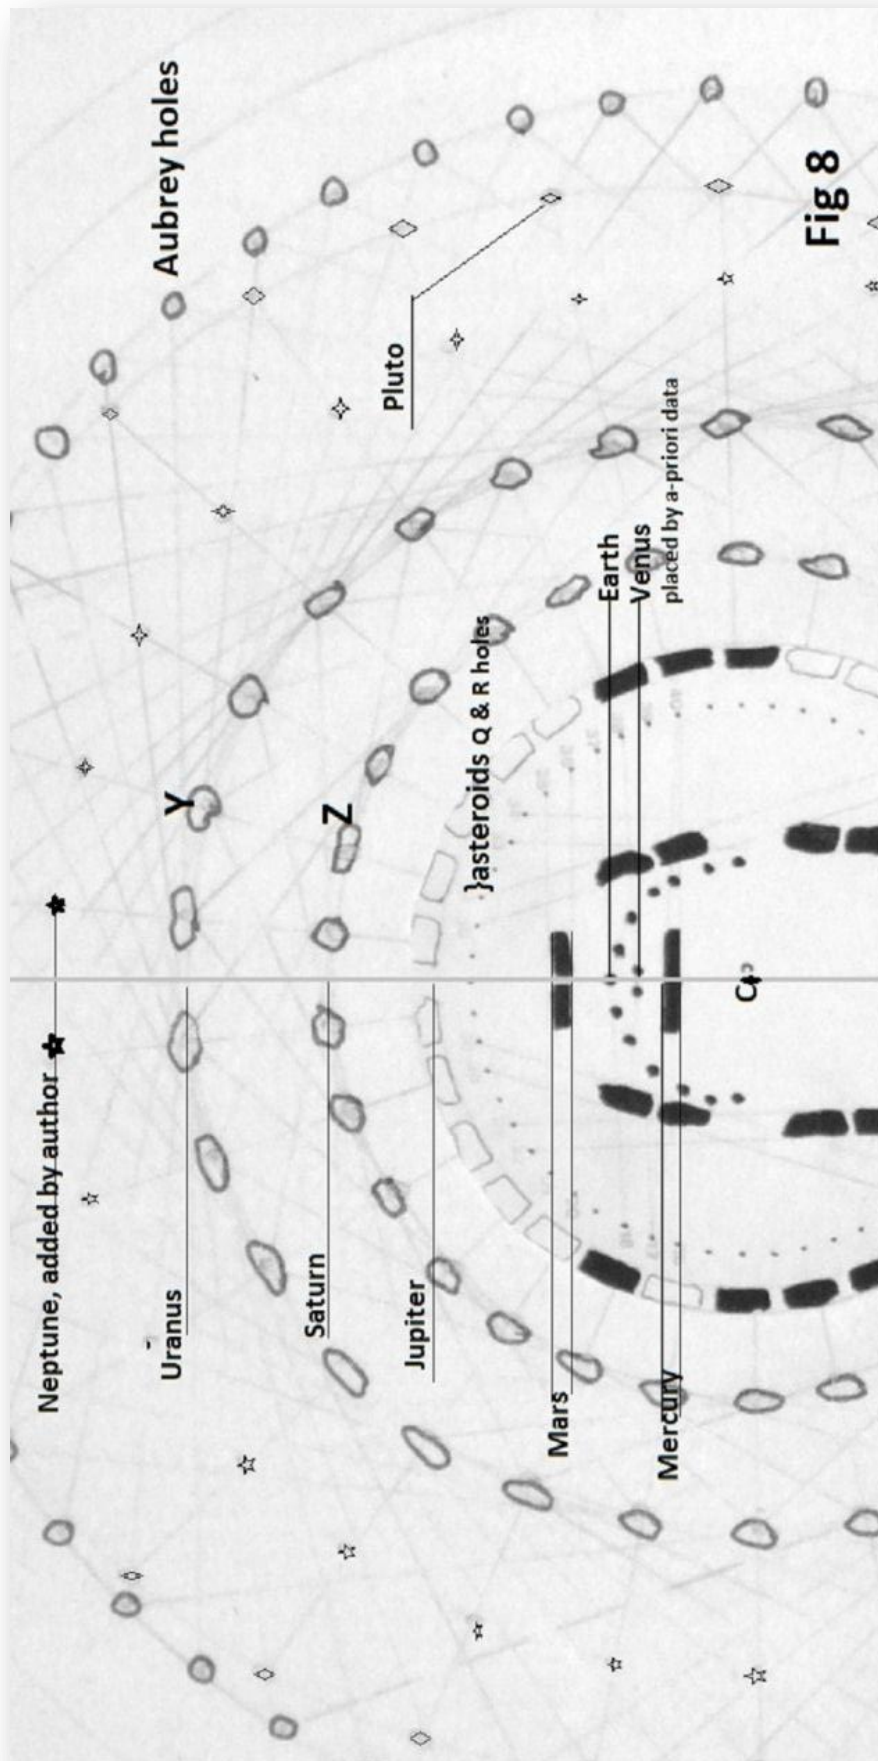 Neptune, added by author
Aubrey holes
Uranus
Y
Saturn
Z
Pluto
Jupiter
}asteroids Q & R holes
Mars
Earth
Venus
placed by a-priori data
Mercury
Fig 8